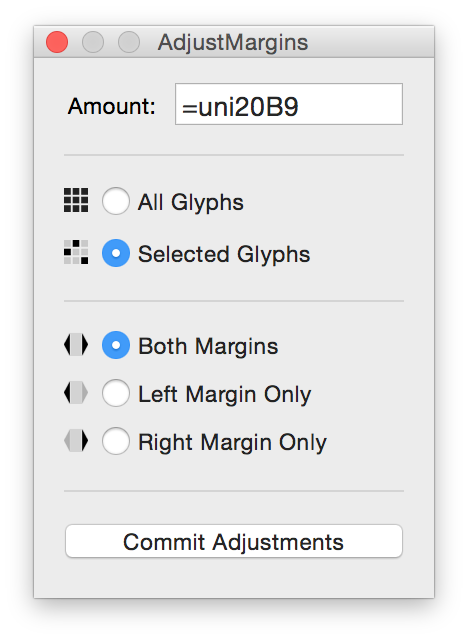 AdjustMargins
Amount: =uni20B9
All Glyphs
Selected Glyphs
Both Margins
Left Margin Only
Right Margin Only
Commit Adjustments